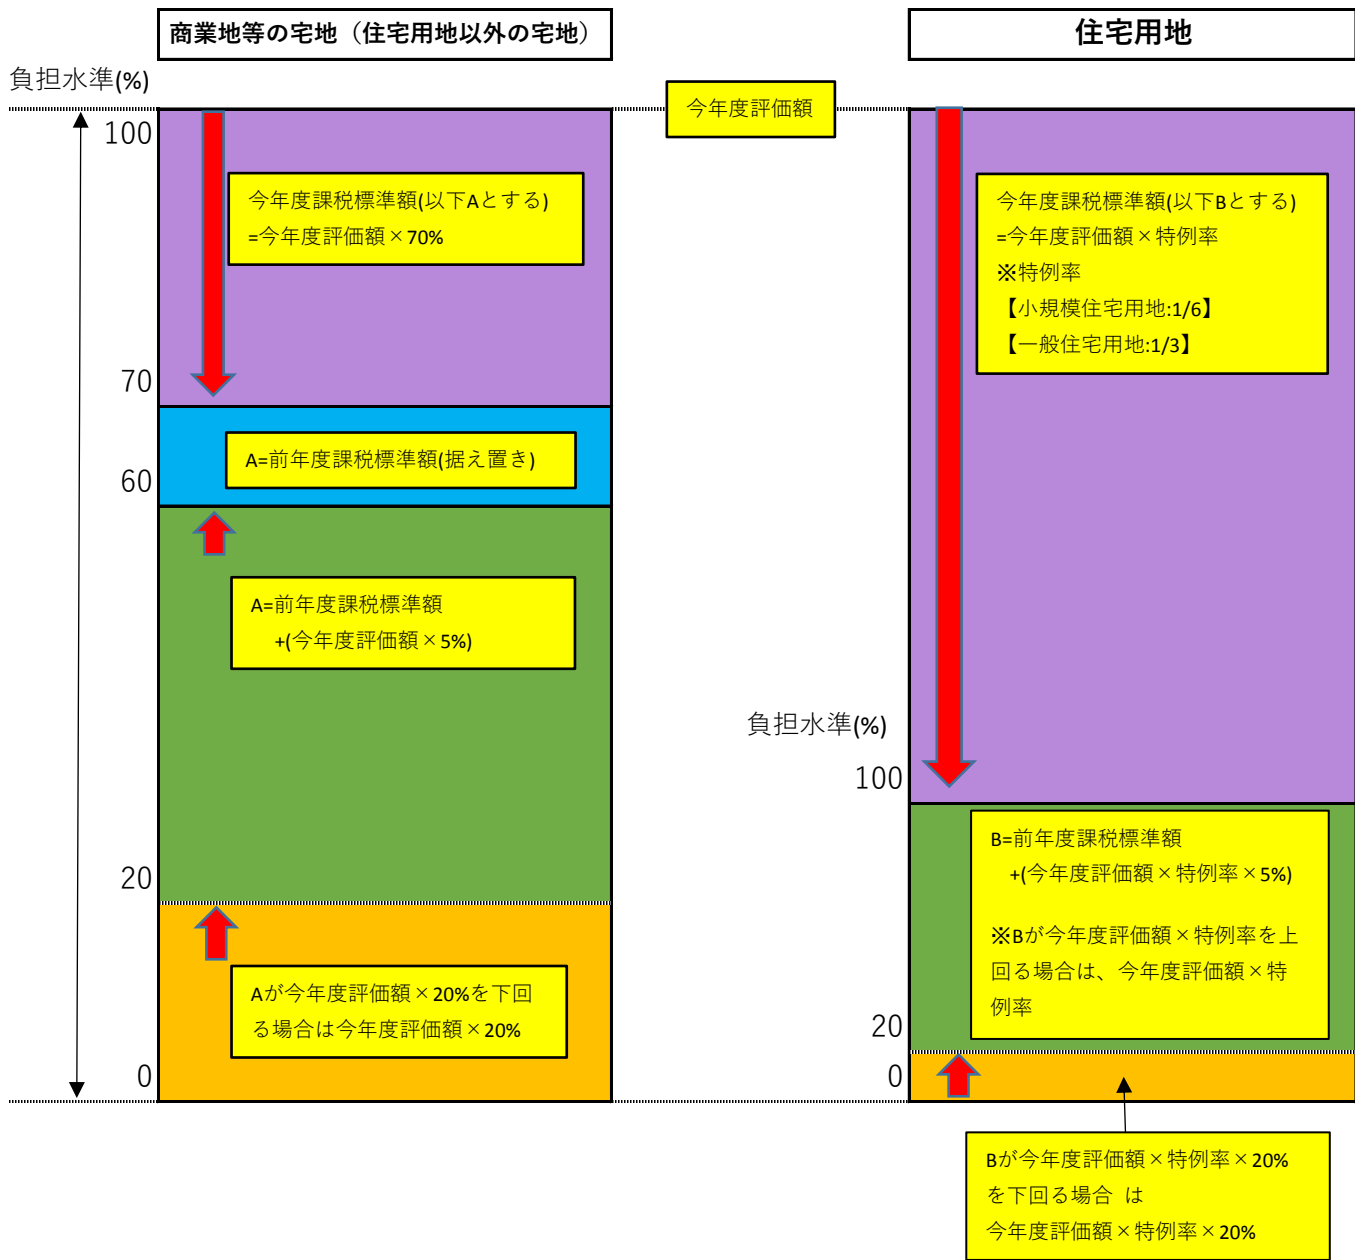 商業地等の宅地（住宅用地以外の宅地）
住宅用地
負担水準(%)
今年度評価額
100
今年度課税標準額(以下Aとする)
=今年度評価額×70%
70
A=前年度課税標準額(据え置き)
60
A=前年度課税標準額
+(今年度評価額×5%)
20
Aが今年度評価額×20%を下回
る場合は今年度評価額×20%
0
今年度課税標準額(以下Bとする)
=今年度評価額×特例率
※特例率
【小規模住宅用地:1/6】
【一般住宅用地:1/3】
負担水準(%)
100
B=前年度課税標準額
+(今年度評価額×特例率×5%)
※Bが今年度評価額×特例率を上
回る場合は、今年度評価額×特
例率
20
0
Bが今年度評価額×特例率×20%
を下回る場合 は
今年度評価額×特例率×20%